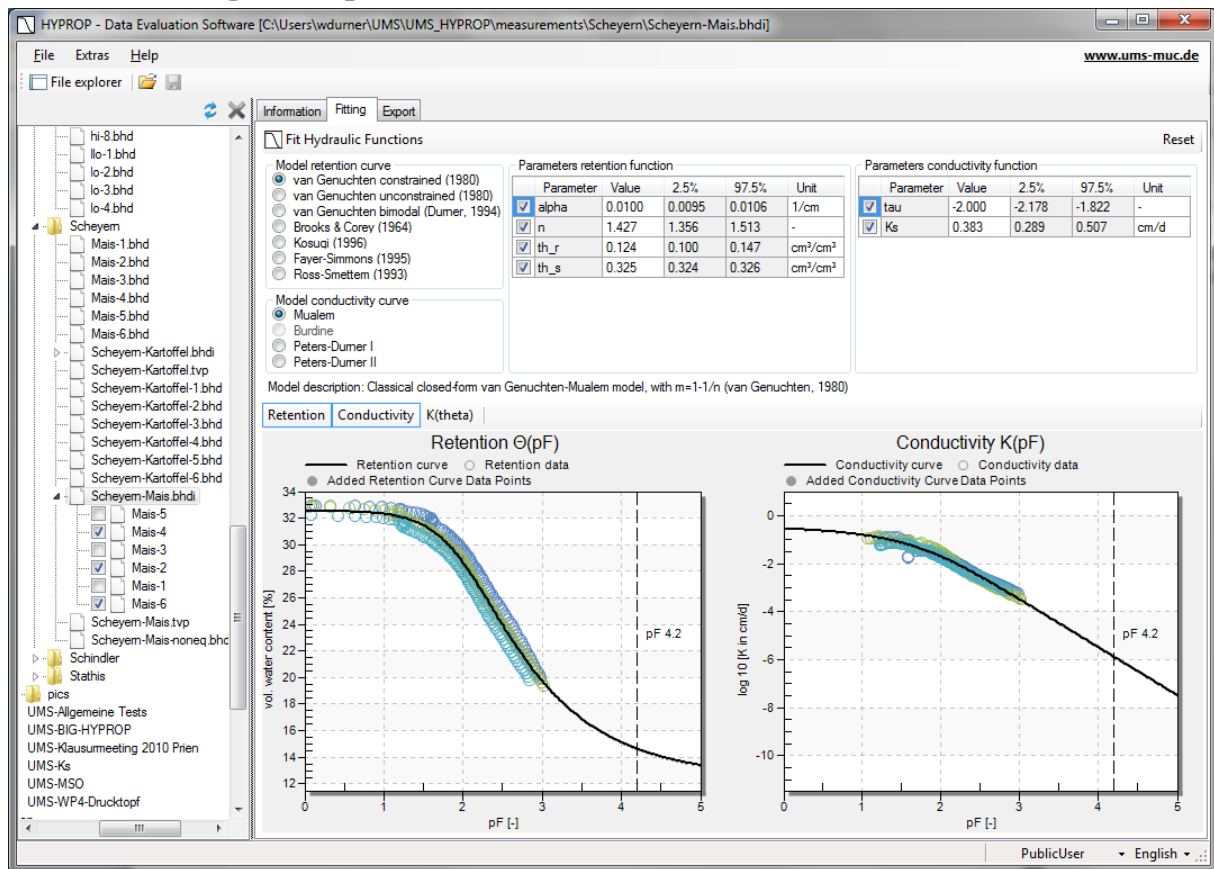 HYPROP - Data Evaluation Software [C:\Users\wdurner\UMS\UMS_HYPROP\measurements\Scheyern\Scheyern-Mais.bhdi]
File Extras Help www.ums-muc.de
File explorer
Information Fitting Export
Fit Hydraulic Functions Reset
hi-8.bhd
llo-1.bhd
lo-2.bhd
lo-3.bhd
lo-4.bhd
Scheyern
Mais-1.bhd
Mais-2.bhd
Mais-3.bhd
Mais-4.bhd
Mais-5.bhd
Mais-6.bhd
Scheyern-Kartoffel.bhdi
Scheyern-Kartoffel.tvp
Scheyern-Kartoffel-1.bhd
Scheyern-Kartoffel-2.bhd
Scheyern-Kartoffel-3.bhd
Scheyern-Kartoffel-4.bhd
Scheyern-Kartoffel-5.bhd
Scheyern-Kartoffel-6.bhd
Scheyern-Mais.bhdi
Mais-5
Mais-4
Mais-3
Mais-2
Mais-1
Mais-6
Scheyern-Mais.tvp
Scheyern-Mais-noneq.bhd
Schindler
Stathis
pics
UMS-Allgemeine Tests
UMS-BIG-HYPROP
UMS-Klausurmeeting 2010 Prien
UMS-Ks
UMS-MSO
UMS-WP4-Drucktopf
Model retention curve
van Genuchten constrained (1980)
van Genuchten unconstrained (1980)
van Genuchten bimodal (Durner, 1994)
Brooks & Corey (1964)
Kosugi (1996)
Fayer-Simmons (1995)
Ross-Smettem (1993)
Model conductivity curve
Mualem
Burdine
Peters-Durner I
Peters-Durner II
Parameters retention function
Parameter Value 2.5% 97.5% Unit
alpha 0.0100 0.0095 0.0106 1/cm
n 1.427 1.356 1.513 -
th_r 0.124 0.100 0.147 cm³/cm³
th_s 0.325 0.324 0.326 cm³/cm³
Parameters conductivity function
Parameter Value 2.5% 97.5% Unit
tau -2.000 -2.178 -1.822 -
Ks 0.383 0.289 0.507 cm/d
Model description: Classical closed-form van Genuchten-Mualem model, with m=1-1/n (van Genuchten, 1980)
Retention Conductivity K(theta)
Retention Θ(pF)
Retention curve Retention data
Added Retention Curve Data Points
vol. water content [%]
34
32
30
28
26
24
22
20
18
16
14
12
pF 4.2
0 1 2 3 4 5
pF [-]
Conductivity K(pF)
Conductivity curve Conductivity data
Added Conductivity Curve Data Points
log 10 [K in cm/d]
0
-2
-4
-6
-8
-10
pF 4.2
0 1 2 3 4 5
pF [-]
PublicUser English